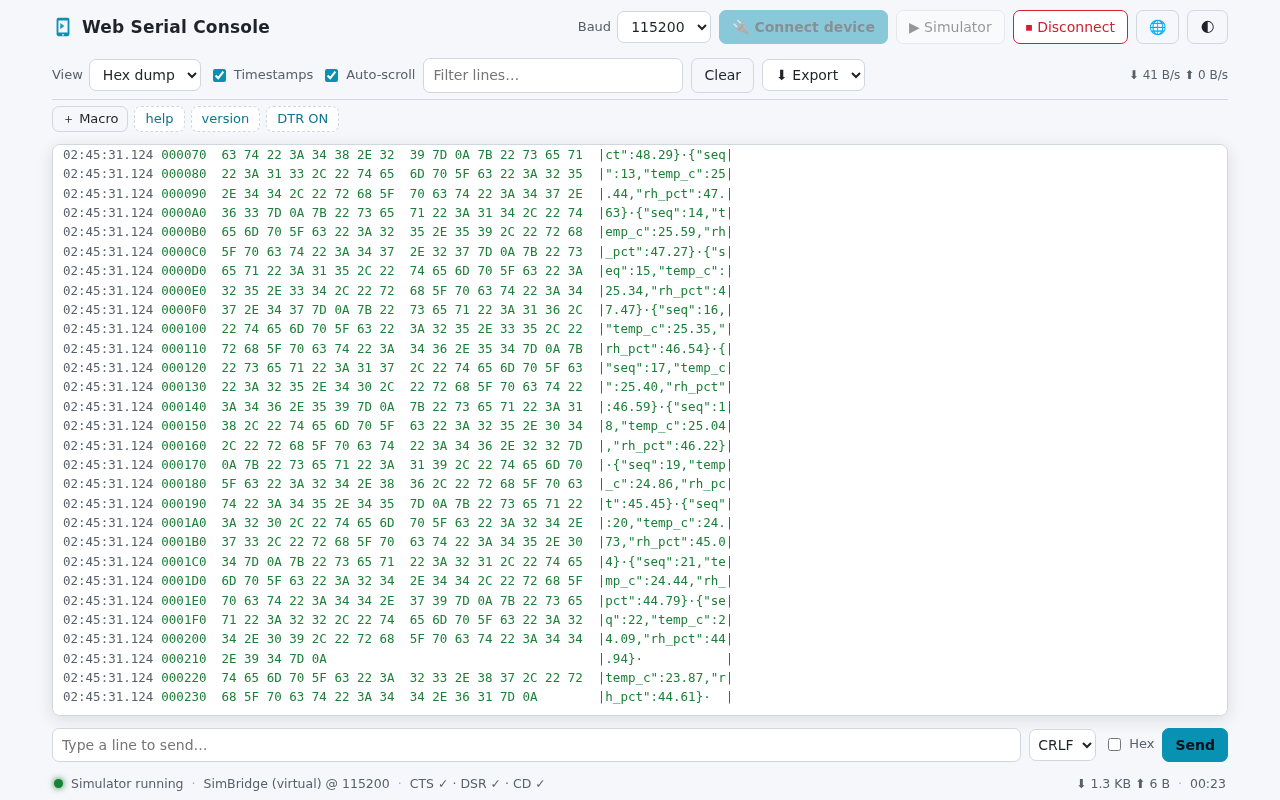 Web Serial Console
Baud 115200 🔌 Connect device ▶ Simulator ■ Disconnect
View Hex dump Timestamps Auto-scroll Filter lines… Clear ⬇ Export ⬇ 41 B/s ⬆ 0 B/s
+ Macro help version DTR ON
02:45:31.124 000070 63 74 22 3A 34 38 2E 32 39 7D 0A 7B 22 73 65 71 |ct":48.29}·{"seq|
02:45:31.124 000080 22 3A 31 33 2C 22 74 65 6D 70 5F 63 22 3A 32 35 |":13,"temp_c":25|
02:45:31.124 000090 2E 34 34 2C 22 72 68 5F 70 63 74 22 3A 34 37 2E |.44,"rh_pct":47.|
02:45:31.124 0000A0 36 33 7D 0A 7B 22 73 65 71 22 3A 31 34 2C 22 74 |63}·{"seq":14,"t|
02:45:31.124 0000B0 65 6D 70 5F 63 22 3A 32 35 2E 35 39 2C 22 72 68 |emp_c":25.59,"rh|
02:45:31.124 0000C0 5F 70 63 74 22 3A 34 37 2E 32 37 7D 0A 7B 22 73 |_pct":47.27}·{"s|
02:45:31.124 0000D0 65 71 22 3A 31 35 2C 22 74 65 6D 70 5F 63 22 3A |eq":15,"temp_c":|
02:45:31.124 0000E0 32 35 2E 33 34 2C 22 72 68 5F 70 63 74 22 3A 34 |25.34,"rh_pct":4|
02:45:31.124 0000F0 37 2E 34 37 7D 0A 7B 22 73 65 71 22 3A 31 36 2C |7.47}·{"seq":16,|
02:45:31.124 000100 22 74 65 6D 70 5F 63 22 3A 32 35 2E 33 35 2C 22 |"temp_c":25.35,"|
02:45:31.124 000110 72 68 5F 70 63 74 22 3A 34 36 2E 35 34 7D 0A 7B |rh_pct":46.54}·{|
02:45:31.124 000120 22 73 65 71 22 3A 31 37 2C 22 74 65 6D 70 5F 63 |"seq":17,"temp_c|
02:45:31.124 000130 22 3A 32 35 2E 34 30 2C 22 72 68 5F 70 63 74 22 |":25.40,"rh_pct"|
02:45:31.124 000140 3A 34 36 2E 35 39 7D 0A 7B 22 73 65 71 22 3A 31 |:46.59}·{"seq":1|
02:45:31.124 000150 38 2C 22 74 65 6D 70 5F 63 22 3A 32 35 2E 30 34 |8,"temp_c":25.04|
02:45:31.124 000160 2C 22 72 68 5F 70 63 74 22 3A 34 36 2E 32 32 7D |,"rh_pct":46.22}|
02:45:31.124 000170 0A 7B 22 73 65 71 22 3A 31 39 2C 22 74 65 6D 70 |·{"seq":19,"temp|
02:45:31.124 000180 5F 63 22 3A 32 34 2E 38 36 2C 22 72 68 5F 70 63 |_c":24.86,"rh_pc|
02:45:31.124 000190 74 22 3A 34 35 2E 34 35 7D 0A 7B 22 73 65 71 22 |t":45.45}·{"seq"|
02:45:31.124 0001A0 3A 32 30 2C 22 74 65 6D 70 5F 63 22 3A 32 34 2E |:20,"temp_c":24.|
02:45:31.124 0001B0 37 33 2C 22 72 68 5F 70 63 74 22 3A 34 35 2E 30 |73,"rh_pct":45.0|
02:45:31.124 0001C0 34 7D 0A 7B 22 73 65 71 22 3A 32 31 2C 22 74 65 |4}·{"seq":21,"te|
02:45:31.124 0001D0 6D 70 5F 63 22 3A 32 34 2E 34 34 2C 22 72 68 5F |mp_c":24.44,"rh_|
02:45:31.124 0001E0 70 63 74 22 3A 34 34 2E 37 39 7D 0A 7B 22 73 65 |pct":44.79}·{"se|
02:45:31.124 0001F0 71 22 3A 32 32 2C 22 74 65 6D 70 5F 63 22 3A 32 |q":22,"temp_c":2|
02:45:31.124 000200 34 2E 30 39 2C 22 72 68 5F 70 63 74 22 3A 34 34 |4.09,"rh_pct":44|
02:45:31.124 000210 2E 39 34 7D 0A |.94}· |
02:45:31.124 000220 74 65 6D 70 5F 63 22 3A 32 33 2E 38 37 2C 22 72 |temp_c":23.87,"r|
02:45:31.124 000230 68 5F 70 63 74 22 3A 34 34 2E 36 31 7D 0A |h_pct":44.61}· |
Type a line to send… CRLF Hex Send
Simulator running · SimBridge (virtual) @ 115200 · CTS ✓ · DSR ✓ · CD ✓ ⬇ 1.3 KB ⬆ 6 B · 00:23